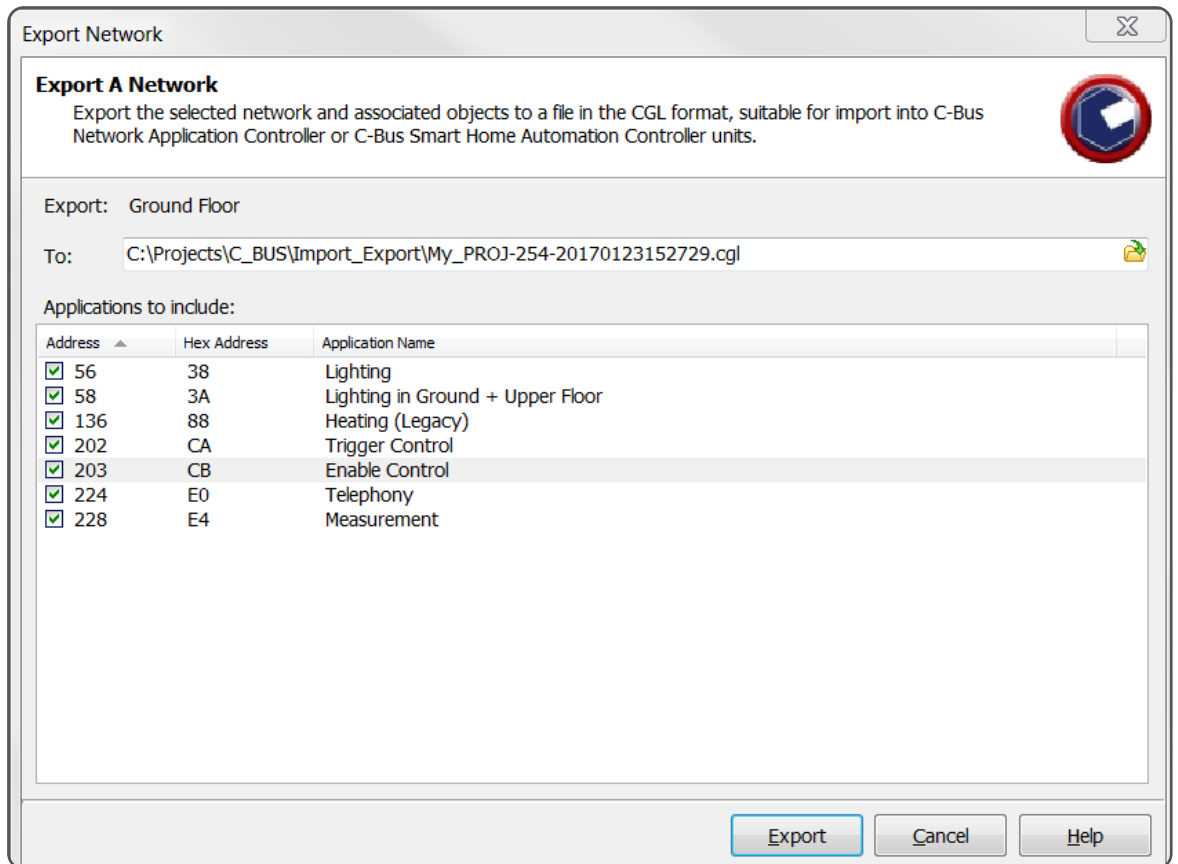 Export Network
Export A Network
Export the selected network and associated objects to a file in the CGL format, suitable for import into C-Bus
Network Application Controller or C-Bus Smart Home Automation Controller units.
Export: Ground Floor
To: C:\Projects\C_BUS\Import_Export\My_PROJ-254-20170123152729.cgl
Applications to include:
Address Hex Address Application Name
56 38 Lighting
58 3A Lighting in Ground + Upper Floor
136 88 Heating (Legacy)
202 CA Trigger Control
203 CB Enable Control
224 E0 Telephony
228 E4 Measurement
Export Cancel Help